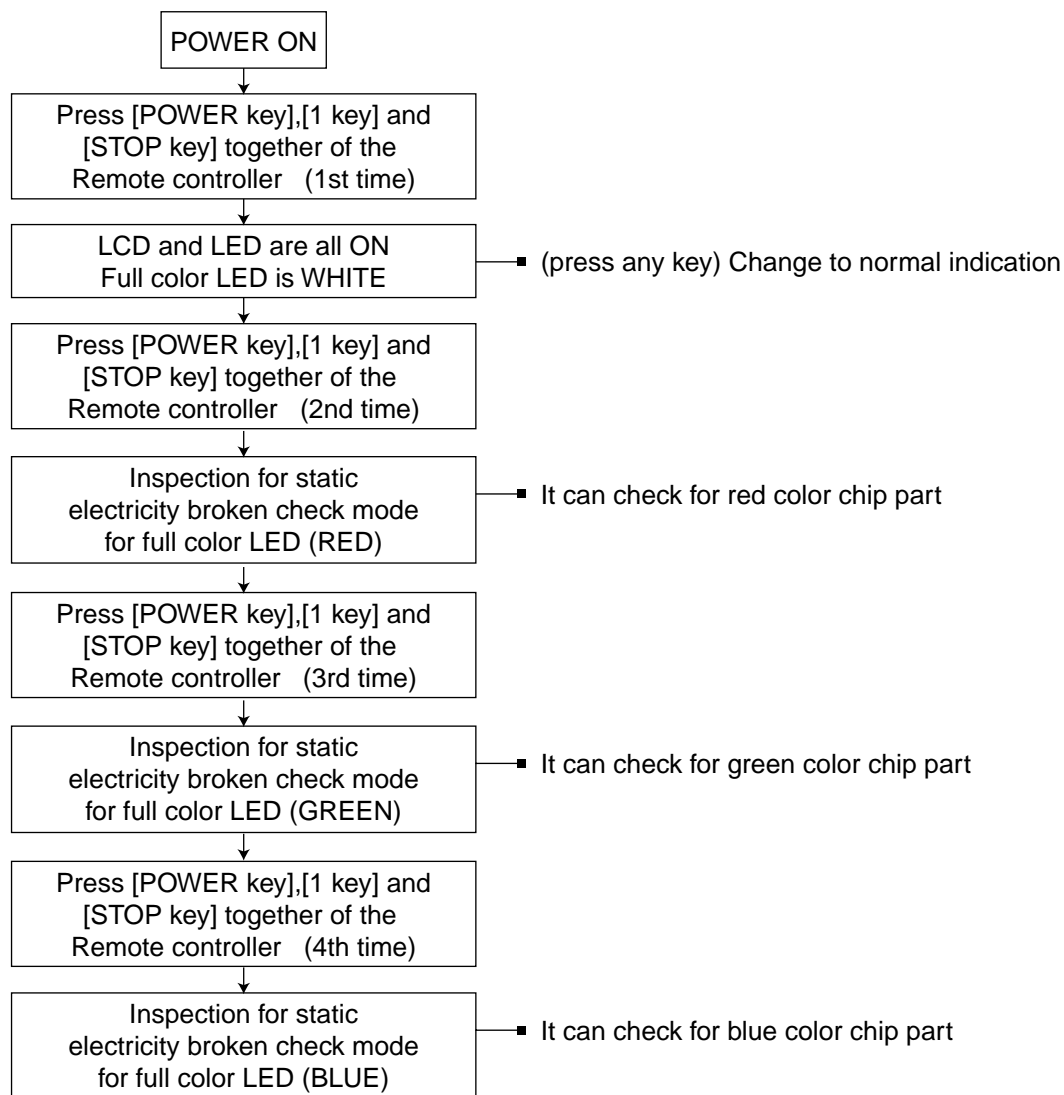 POWER ON
Press [POWER key],[1 key] and
[STOP key] together of the
Remote controller (1st time)
LCD and LED are all ON
Full color LED is WHITE
(press any key) Change to normal indication
Press [POWER key],[1 key] and
[STOP key] together of the
Remote controller (2nd time)
Inspection for static
electricity broken check mode
for full color LED (RED)
It can check for red color chip part
Press [POWER key],[1 key] and
[STOP key] together of the
Remote controller (3rd time)
Inspection for static
electricity broken check mode
for full color LED (GREEN)
It can check for green color chip part
Press [POWER key],[1 key] and
[STOP key] together of the
Remote controller (4th time)
Inspection for static
electricity broken check mode
for full color LED (BLUE)
It can check for blue color chip part